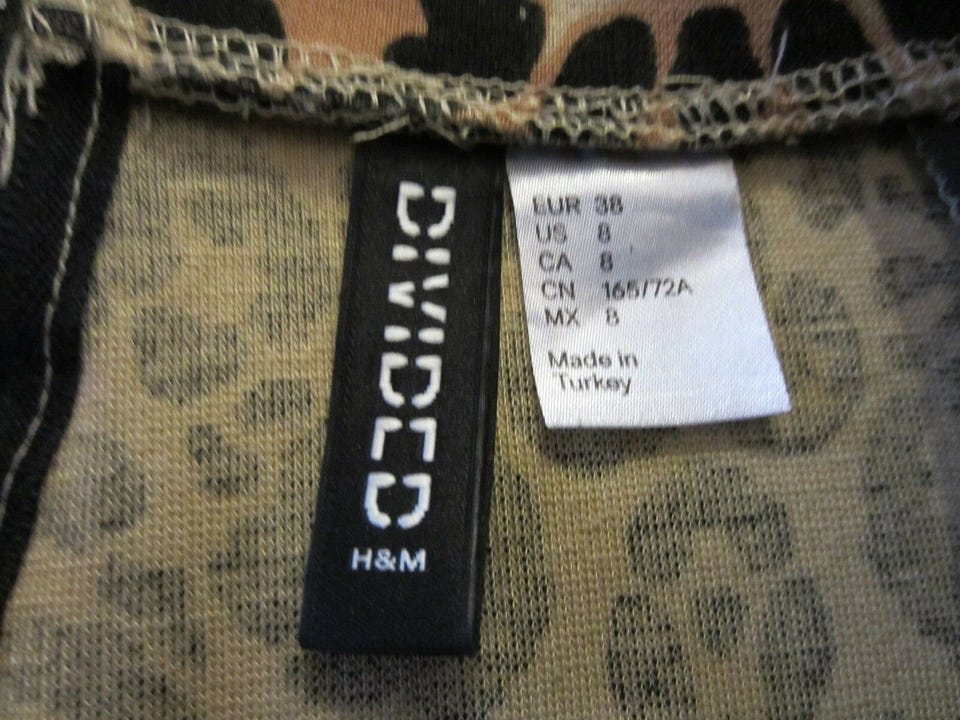 DIVIDED
H&M
EUR 38
US 8
CA 8
CN 165/72A
MX 8
Made in
Turkey